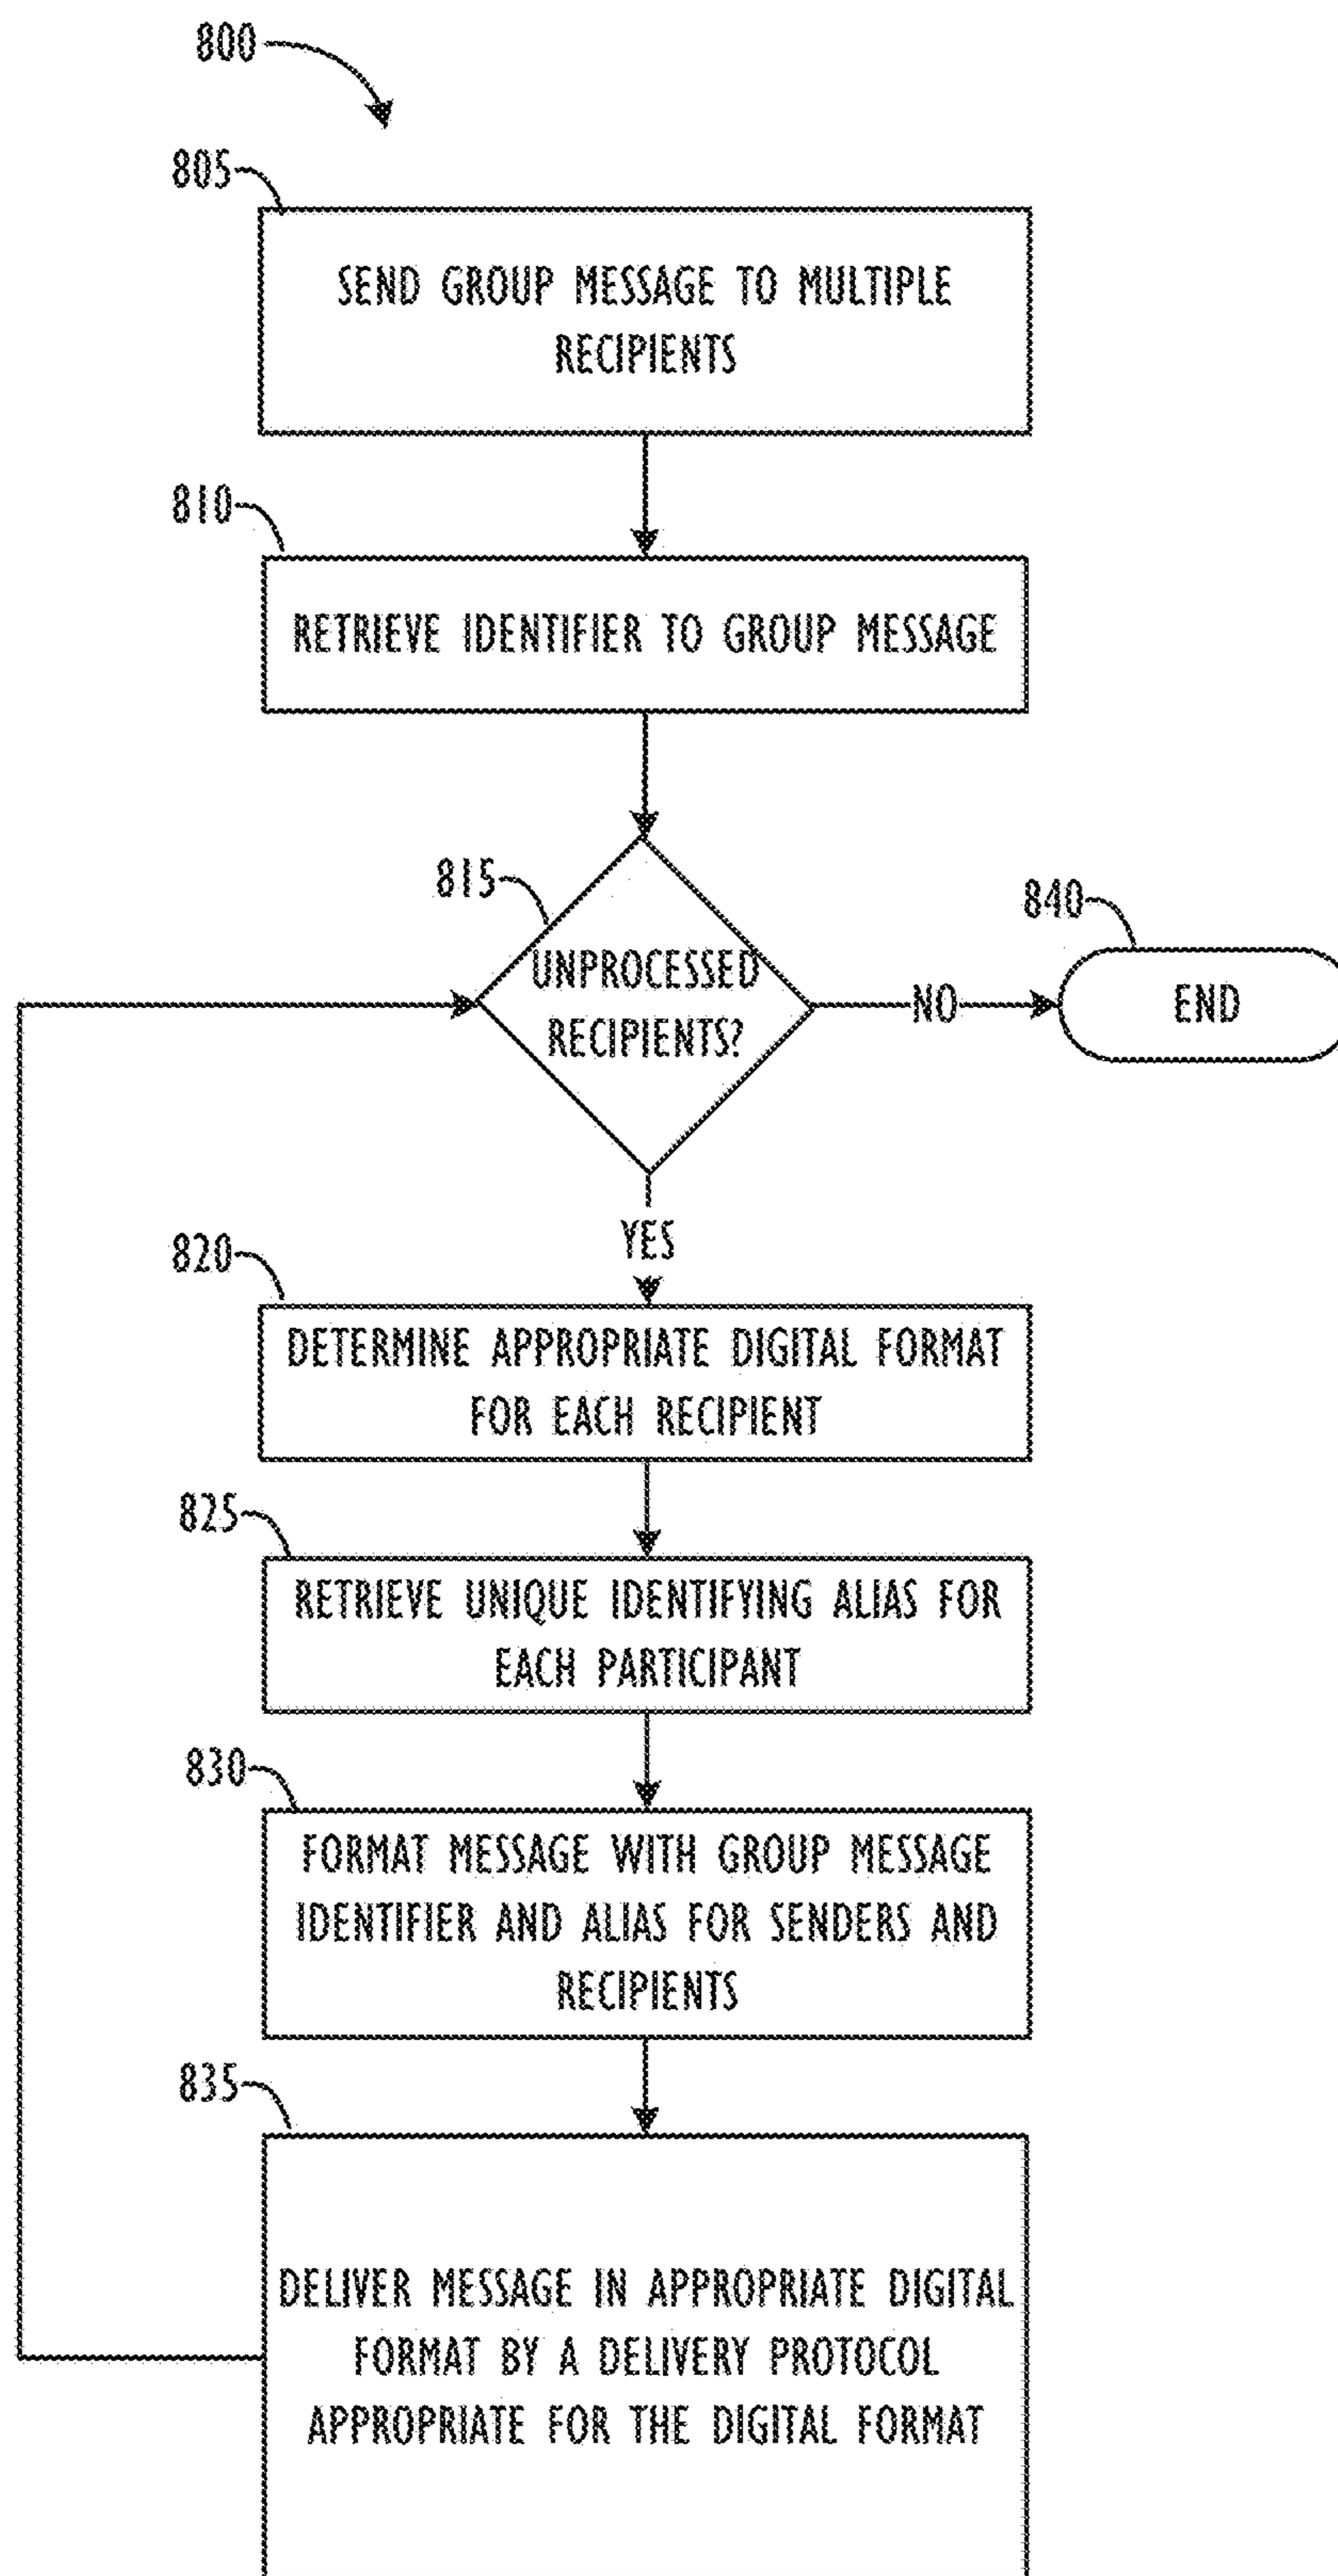 800
805
SEND GROUP MESSAGE TO MULTIPLE
RECIPIENTS
810
RETRIEVE IDENTIFIER TO GROUP MESSAGE
815
UNPROCESSED
RECIPIENTS?
NO
840
END
YES
820
DETERMINE APPROPRIATE DIGITAL FORMAT
FOR EACH RECIPIENT
825
RETRIEVE UNIQUE IDENTIFYING ALIAS FOR
EACH PARTICIPANT
830
FORMAT MESSAGE WITH GROUP MESSAGE
IDENTIFIER AND ALIAS FOR SENDERS AND
RECIPIENTS
835
DELIVER MESSAGE IN APPROPRIATE DIGITAL
FORMAT BY A DELIVERY PROTOCOL
APPROPRIATE FOR THE DIGITAL FORMAT